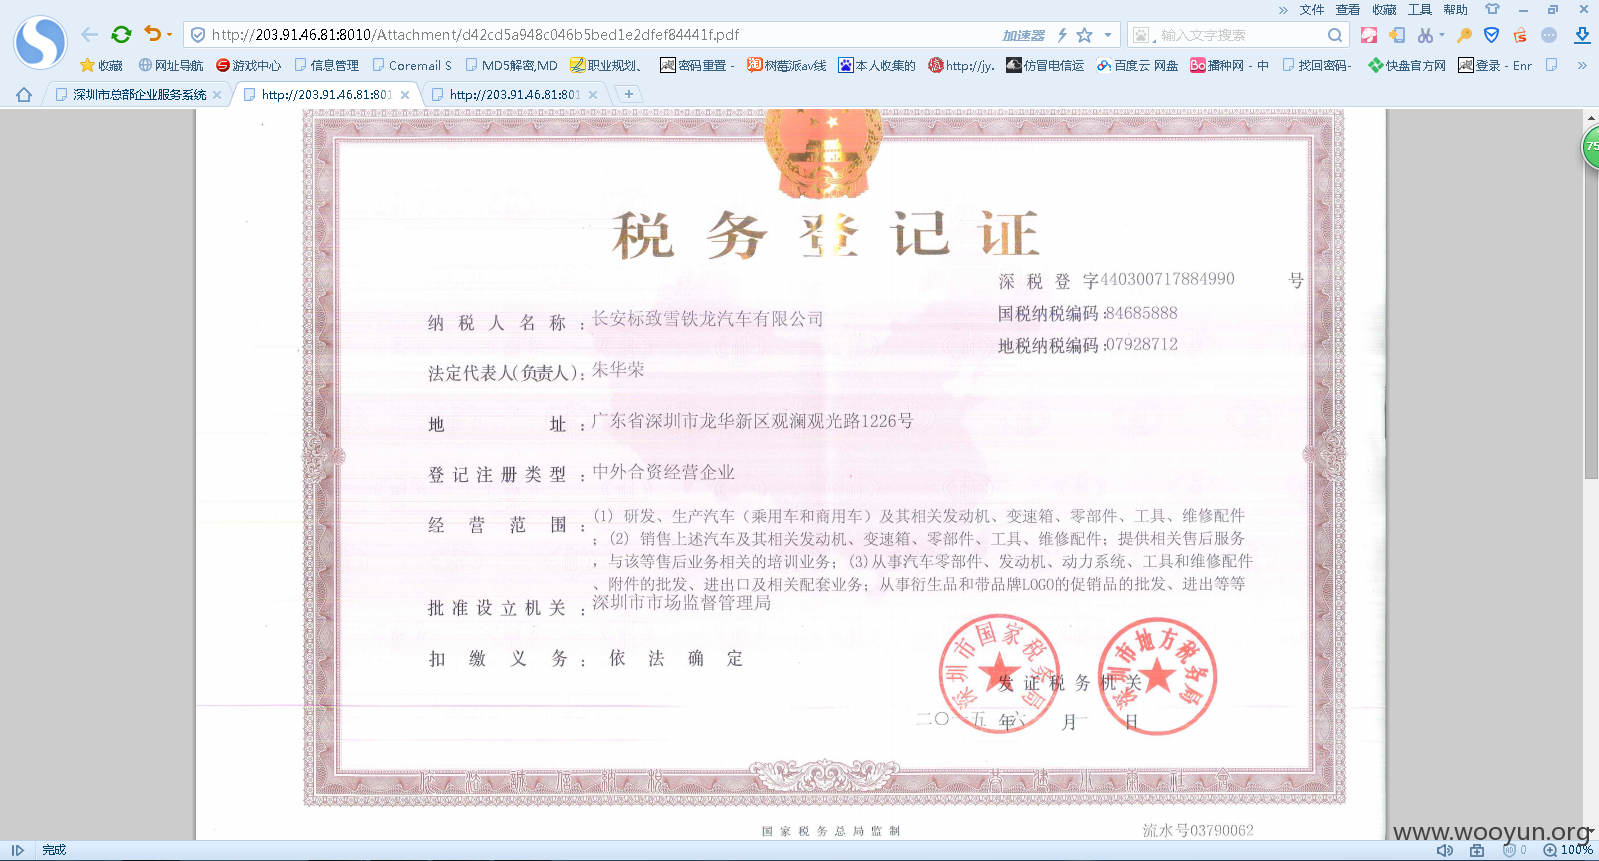 » 文件 查看 收藏 工具 帮助
http://203.91.46.81:8010/Attachment/d42cd5a948c046b5bed1e2dfef84441f.pdf 加速器 输入文字搜索
收藏 网址导航 游戏中心 信息管理 Coremail S MD5解密,MD 职业规划、 密码重置 - 树莓派av线 本人收集的 http://jy. 仿冒电信运 百度云 网盘 播种网 - 中 找回密码- 快盘官方网 登录 - Enr »
深圳市总部企业服务系统 × http://203.91.46.81:801 × http://203.91.46.81:801 × +
75
税务登记证
深税登字440300717884990 号
国税纳税编码:84685888
地税纳税编码:07928712
纳税人名称:长安标致雪铁龙汽车有限公司
法定代表人(负责人):朱华荣
地址:广东省深圳市龙华新区观澜观光路1226号
登记注册类型:中外合资经营企业
经营范围:(1) 研发、生产汽车（乘用车和商用车）及其相关发动机、变速箱、零部件、工具、维修配件
;(2) 销售上述汽车及其相关发动机、变速箱、零部件、工具、维修配件；提供相关售后服务
，与该等售后业务相关的培训业务；(3)从事汽车零部件、发动机、动力系统、工具和维修配件
、附件的批发、进出口及相关配套业务；从事衍生品和带品牌LOGO的促销品的批发、进出等等
批准设立机关:深圳市市场监督管理局
扣缴义务:依法确定
深圳市国家税务局
深圳市地方税务局
发证税务机关
二〇一五年六月一日
国家税务总局监制
流水号03790062
www.wooyun.org
完成 0 100%